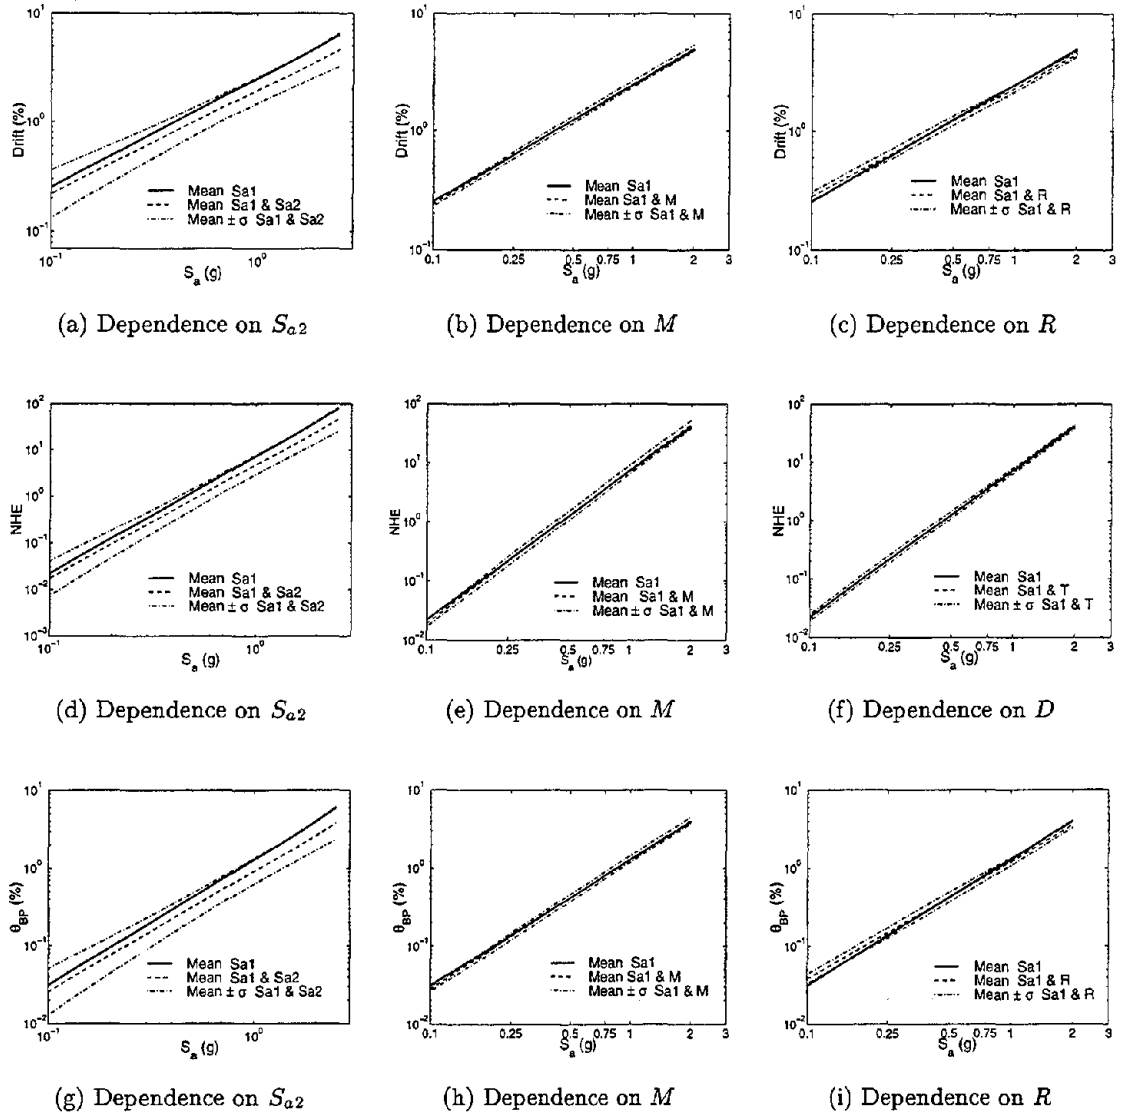 10¹
10⁰
10⁻¹
Drift (%)
Mean Sa1
Mean Sa1 & Sa2
Mean ± σ Sa1 & Sa2
10⁻¹
10⁰
Sₐ (g)
(a) Dependence on Sₐ₂
10¹
10⁰
10⁻¹
Drift (%)
Mean Sa1
Mean Sa1 & M
Mean ± σ Sa1 & M
0.1 0.25 0.5 0.75 1 2 3
Sₐ (g)
(b) Dependence on M
10¹
10⁰
10⁻¹
Drift (%)
Mean Sa1
Mean Sa1 & R
Mean ± σ Sa1 & R
0.1 0.25 0.5 0.75 1 2 3
Sₐ (g)
(c) Dependence on R
10²
10¹
10⁰
10⁻¹
10⁻²
10⁻³
NHE
Mean Sa1
Mean Sa1 & Sa2
Mean ± σ Sa1 & Sa2
10⁻¹
10⁰
Sₐ (g)
(d) Dependence on Sₐ₂
10²
10¹
10⁰
10⁻¹
10⁻²
NHE
Mean Sa1
Mean Sa1 & M
Mean ± σ Sa1 & M
0.1 0.25 0.5 0.75 1 2 3
Sₐ (g)
(e) Dependence on M
10²
10¹
10⁰
10⁻¹
10⁻²
NHE
Mean Sa1
Mean Sa1 & T
Mean ± σ Sa1 & T
0.1 0.25 0.5 0.75 1 2 3
Sₐ (g)
(f) Dependence on D
10¹
10⁰
10⁻¹
10⁻²
θBP (%)
Mean Sa1
Mean Sa1 & Sa2
Mean ± σ Sa1 & Sa2
10⁻¹
10⁰
Sₐ (g)
(g) Dependence on Sₐ₂
10¹
10⁰
10⁻¹
10⁻²
θBP (%)
Mean Sa1
Mean Sa1 & M
Mean ± σ Sa1 & M
0.1 0.25 0.5 0.75 1 2 3
Sₐ (g)
(h) Dependence on M
10¹
10⁰
10⁻¹
10⁻²
θBP (%)
Mean Sa1
Mean Sa1 & R
Mean ± σ Sa1 & R
0.1 0.25 0.5 0.75 1 2 3
Sₐ (g)
(i) Dependence on R